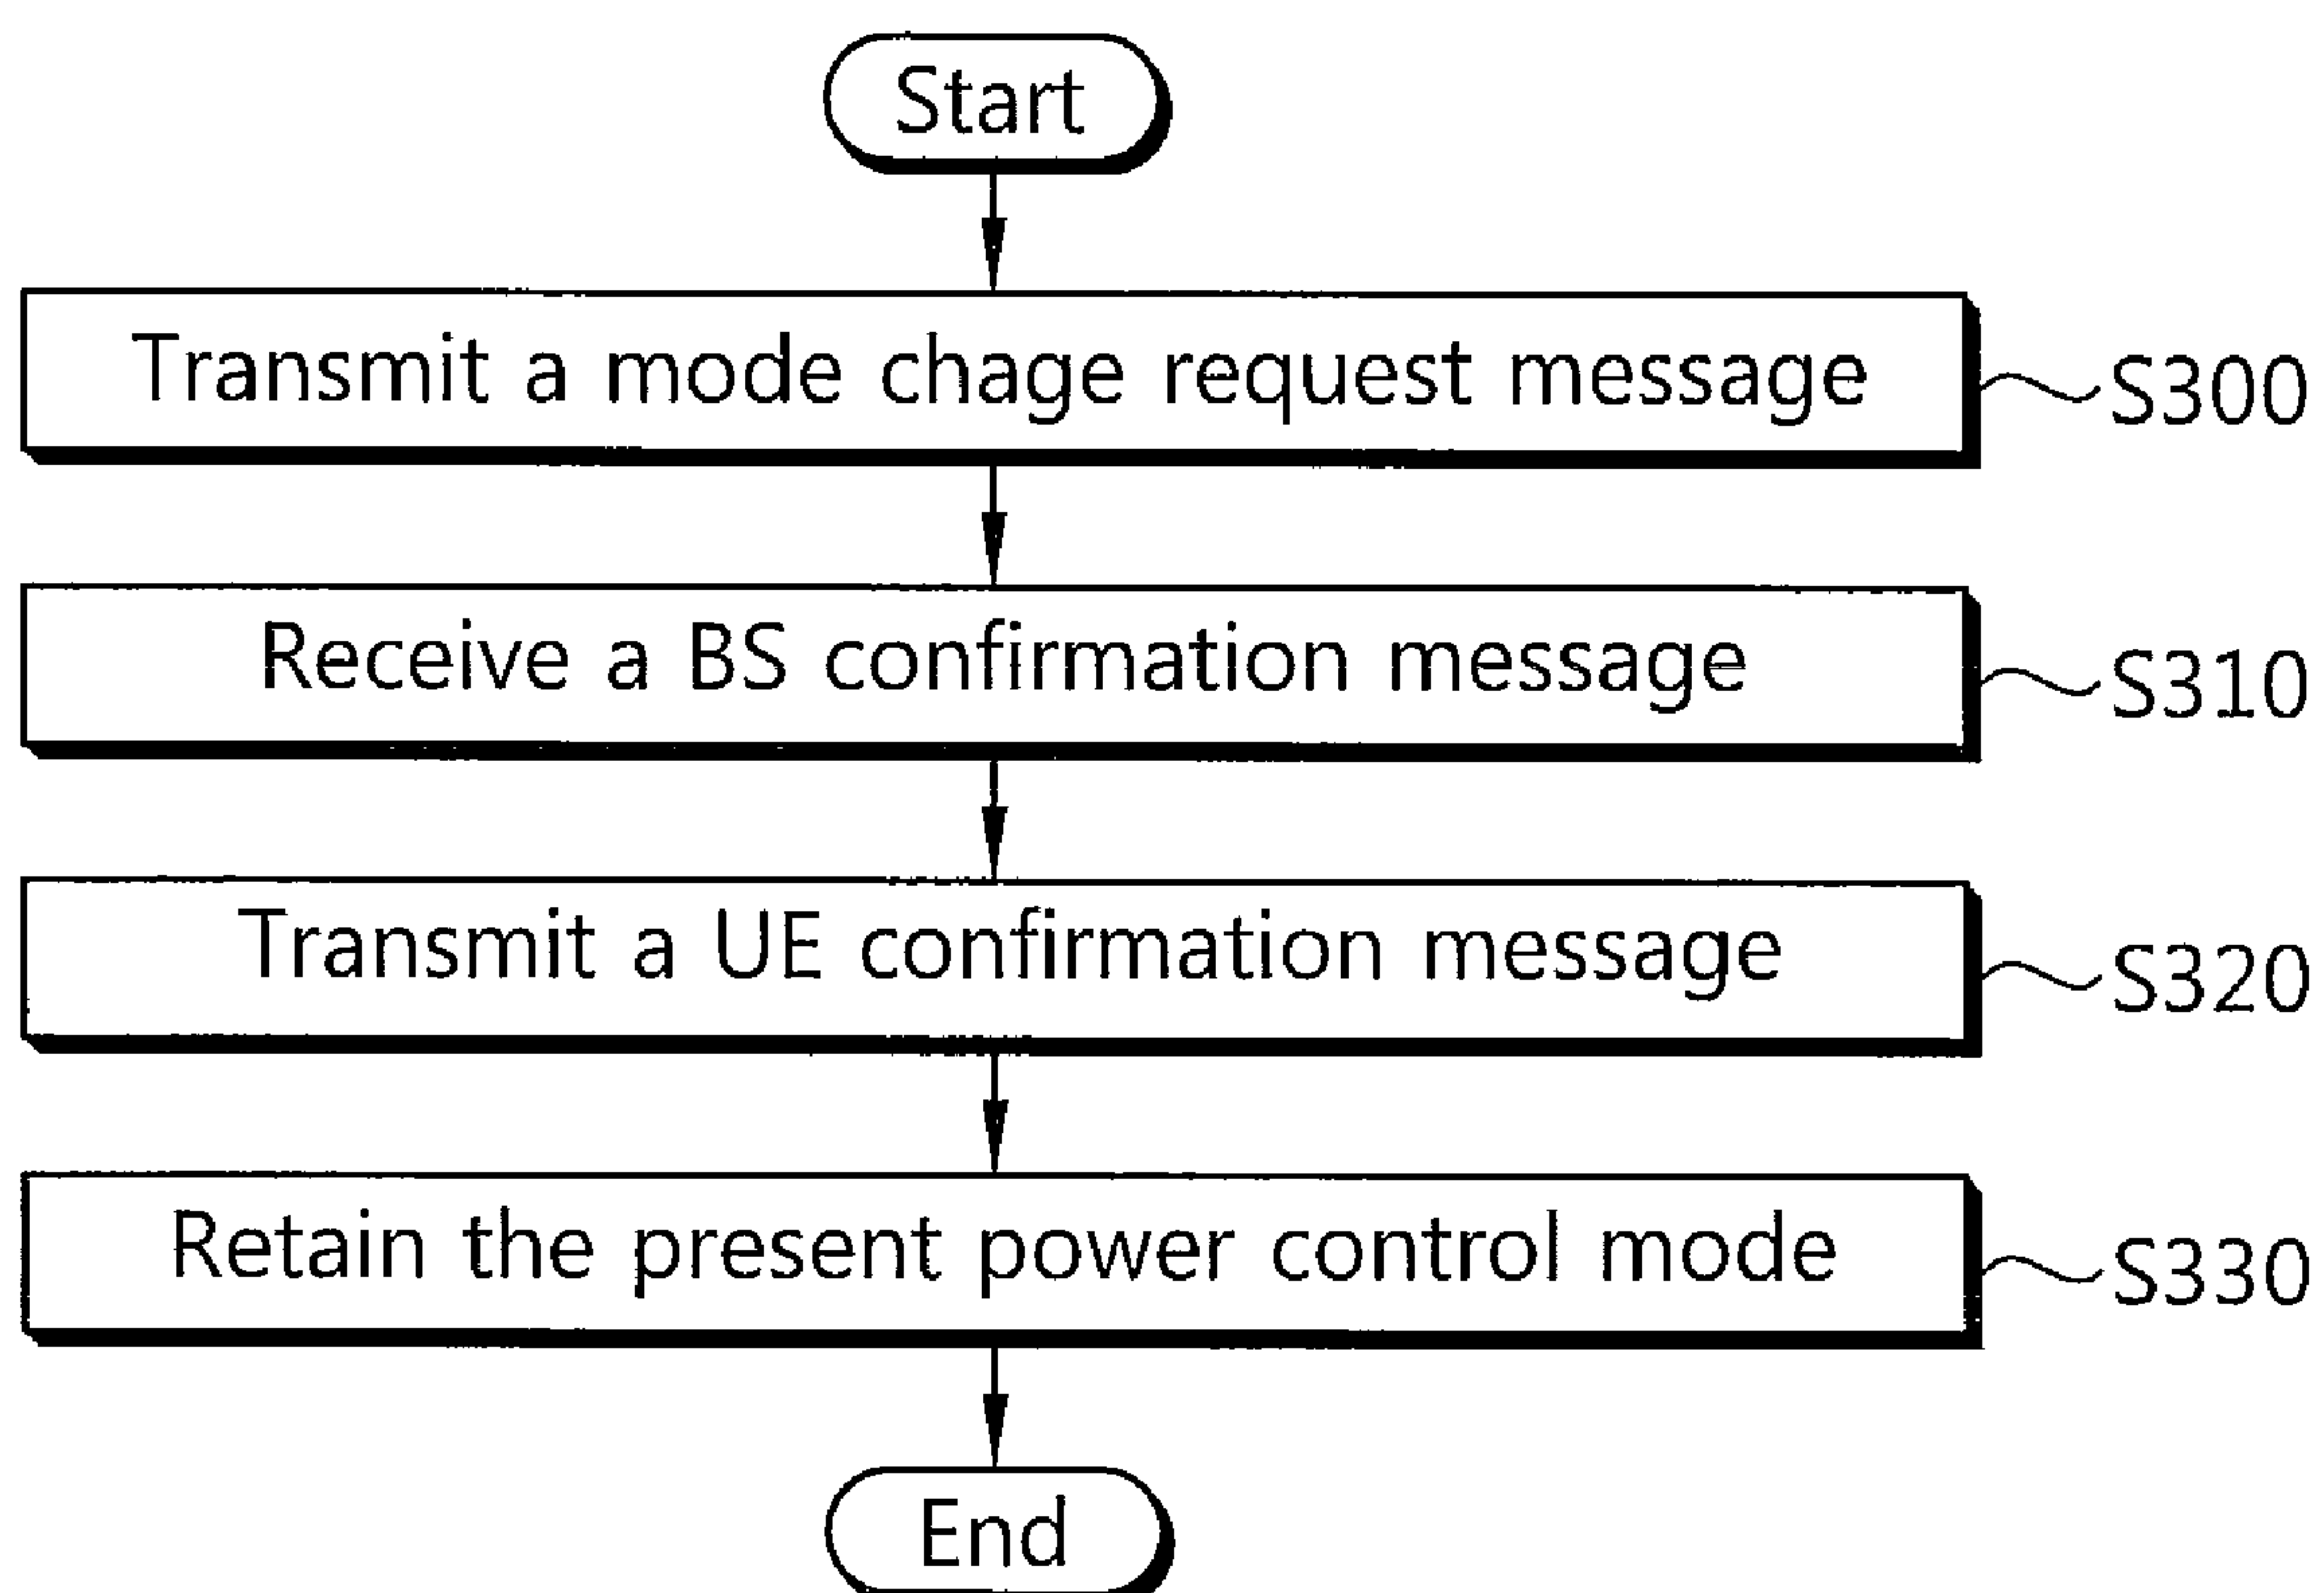 Start
Transmit a mode chage request message
S300
Receive a BS confirmation message
S310
Transmit a UE confirmation message
S320
Retain the present power control mode
S330
End